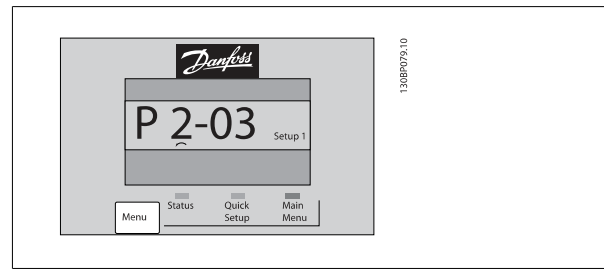 Danfoss
130BP079.10
P 2-03 Setup 1
Status Quick Setup Main Menu
Menu